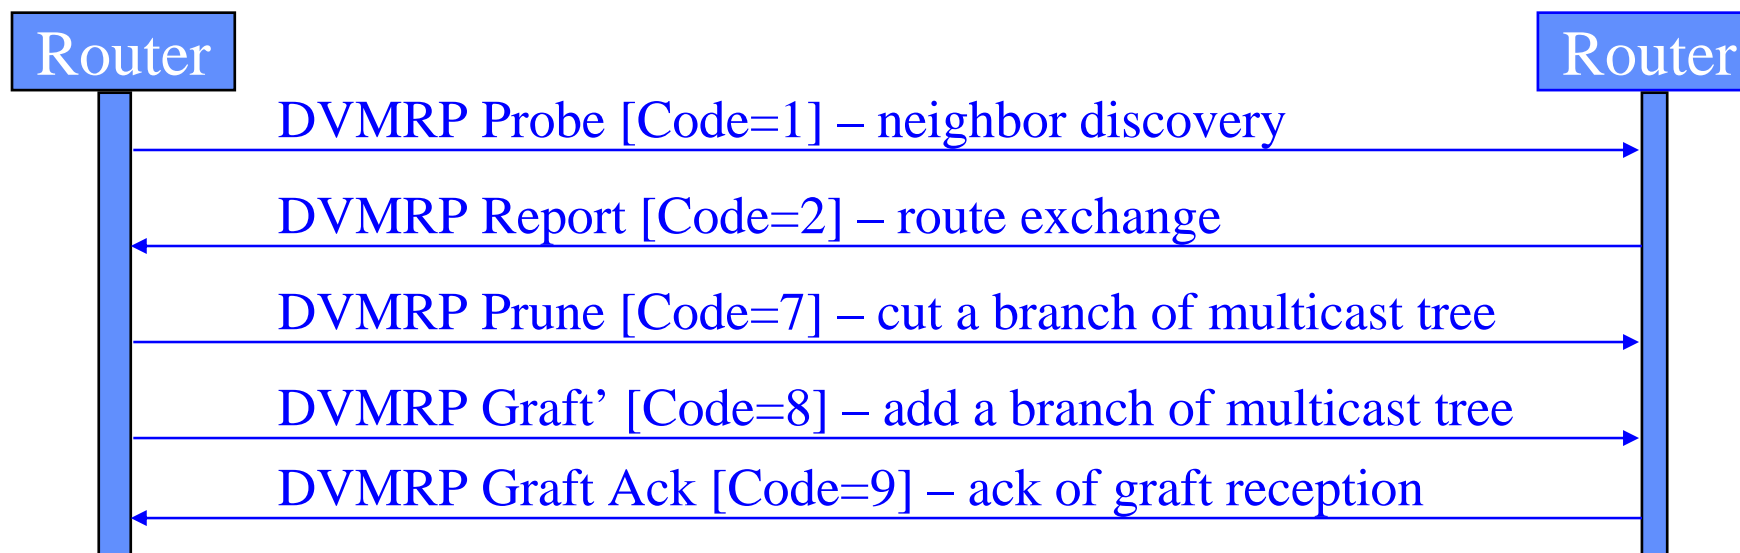 Router
Router
DVMRP Probe [Code=1] – neighbor discovery
DVMRP Report [Code=2] – route exchange
DVMRP Prune [Code=7] – cut a branch of multicast tree
DVMRP Graft’ [Code=8] – add a branch of multicast tree
DVMRP Graft Ack [Code=9] – ack of graft reception